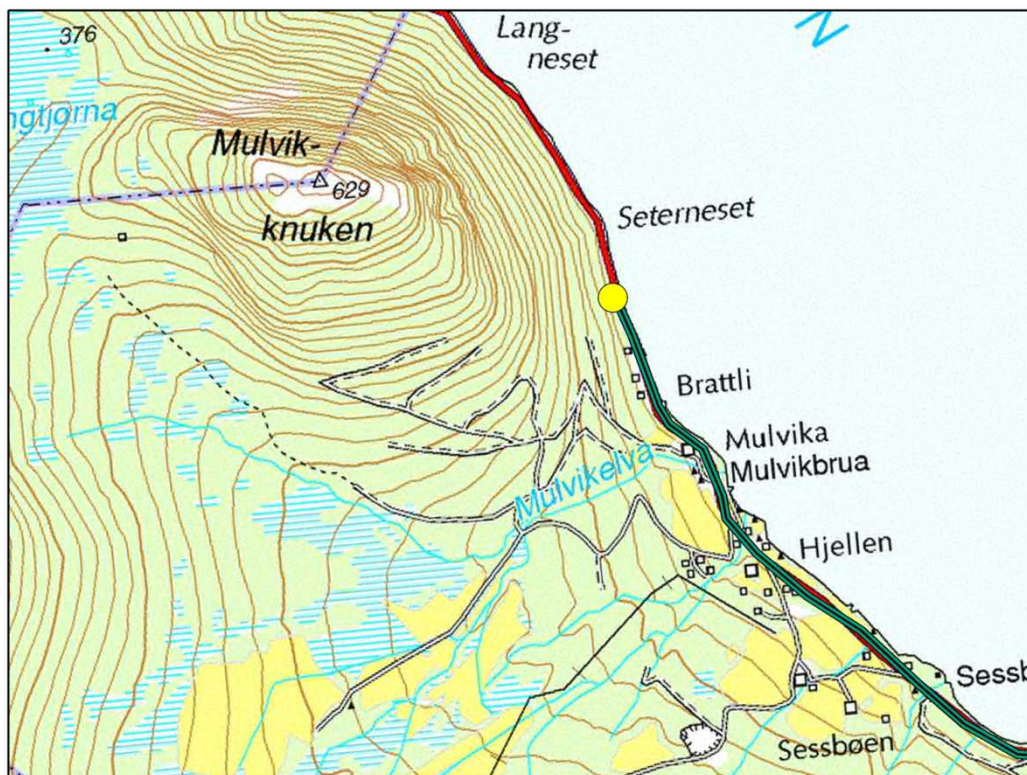 376
Lang-
neset
Mulvik-
629
knuken
Seterneset
Brattli
Mulvika
Mulvikbrua
Mulvikelva
Hjellen
Sessbøen
N